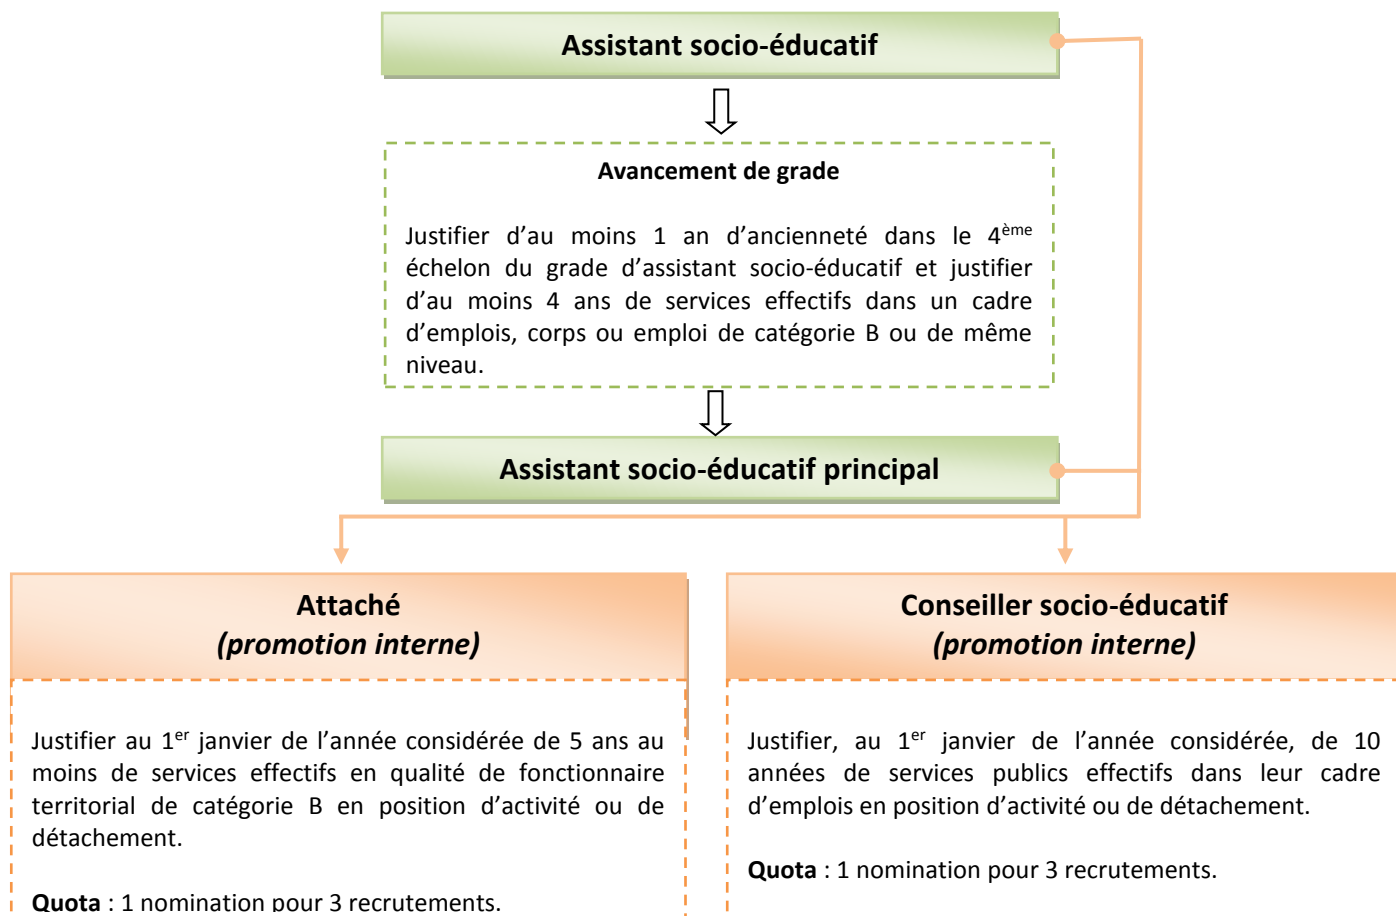 Assistant socio-éducatif
Avancement de grade
Justifier d’au moins 1 an d’ancienneté dans le 4ème
échelon du grade d’assistant socio-éducatif et justifier
d’au moins 4 ans de services effectifs dans un cadre
d’emplois, corps ou emploi de catégorie B ou de même
niveau.
Assistant socio-éducatif principal
Attaché
(promotion interne)
Justifier au 1er janvier de l’année considérée de 5 ans au
moins de services effectifs en qualité de fonctionnaire
territorial de catégorie B en position d’activité ou de
détachement.
Quota : 1 nomination pour 3 recrutements.
Conseiller socio-éducatif
(promotion interne)
Justifier, au 1er janvier de l’année considérée, de 10
années de services publics effectifs dans leur cadre
d’emplois en position d’activité ou de détachement.
Quota : 1 nomination pour 3 recrutements.